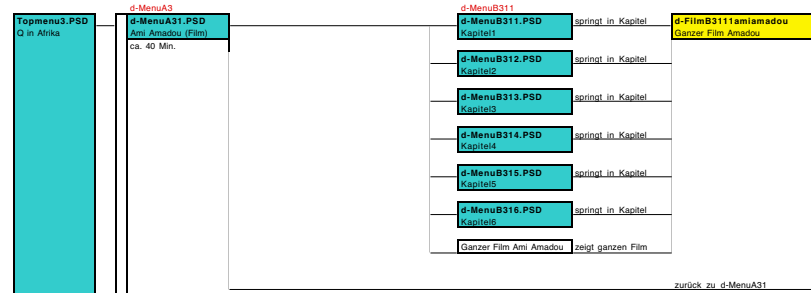 d-MenuA3
d-MenuB311
Topmenu3.PSD
Q in Afrika
d-MenuA31.PSD
Ami Amadou (Film)
ca. 40 Min.
d-MenuB311.PSD
Kapitel1
springt in Kapitel
d-FilmB3111amiamadou
Ganzer Film Amadou
d-MenuB312.PSD
Kapitel2
springt in Kapitel
d-MenuB313.PSD
Kapitel3
springt in Kapitel
d-MenuB314.PSD
Kapitel4
springt in Kapitel
d-MenuB315.PSD
Kapitel5
springt in Kapitel
d-MenuB316.PSD
Kapitel6
springt in Kapitel
Ganzer Film Ami Amadou
zeigt ganzen Film
zurück zu d-MenuA31